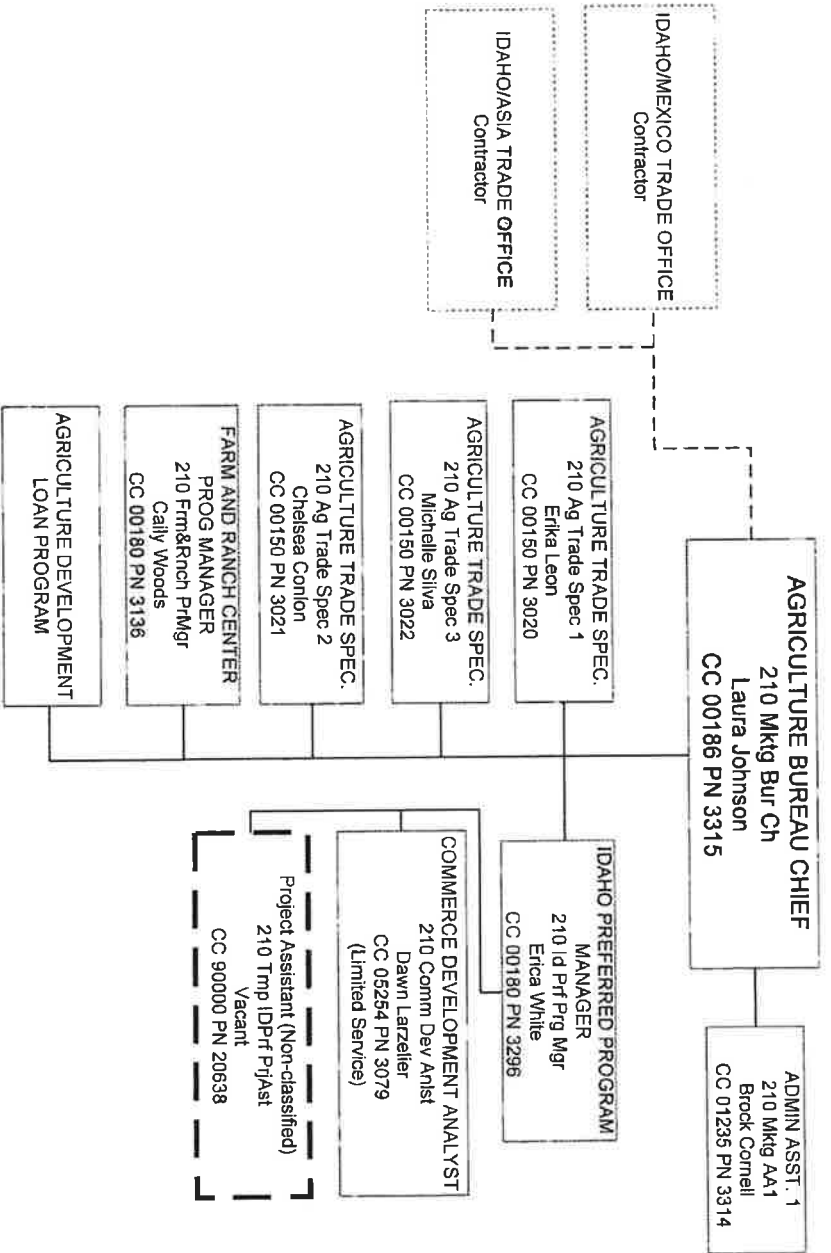 AGRICULTURE BUREAU CHIEF
210 Mktg Bur Ch
Laura Johnson
CC 00186 PN 3315
ADMIN ASST. 1
210 Mktg AA1
Brock Cornell
CC 01235 PN 3314
IDAHO/MEXICO TRADE OFFICE
Contractor
IDAHO/ASIA TRADE OFFICE
Contractor
AGRICULTURE TRADE SPEC.
210 Ag Trade Spec 1
Erika Leon
CC 00150 PN 3020
AGRICULTURE TRADE SPEC.
210 Ag Trade Spec 3
Michelle Silva
CC 00150 PN 3022
AGRICULTURE TRADE SPEC.
210 Ag Trade Spec 2
Chelsea Conlon
CC 00150 PN 3021
FARM AND RANCH CENTER
PROG MANAGER
210 Frm&Rnch PrMgr
Caily Woods
CC 00180 PN 3136
AGRICULTURE DEVELOPMENT
LOAN PROGRAM
IDAHO PREFERRED PROGRAM
MANAGER
210 Id Prf Prg Mgr
Erica White
CC 00180 PN 3296
COMMERCE DEVELOPMENT ANALYST
210 Comm Dev Anlst
Dawn Larzelier
CC 05254 PN 3079
(Limited Service)
Project Assistant (Non-classified)
210 Tmp IDPrf PrjAst
Vacant
CC 90000 PN 20638